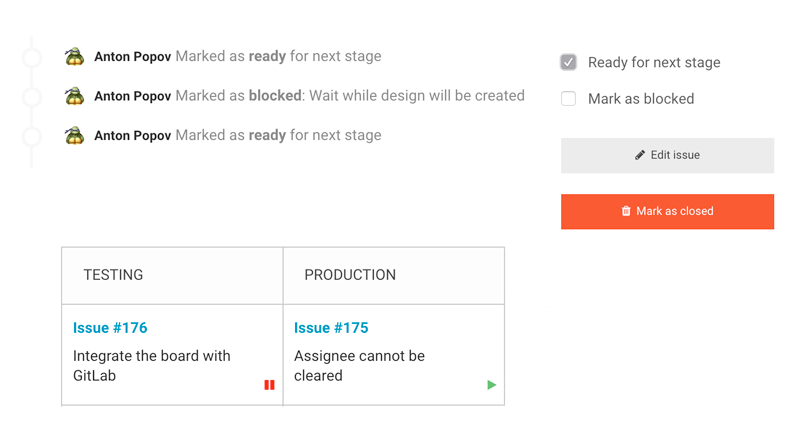 Anton Popov Marked as ready for next stage
Anton Popov Marked as blocked: Wait while design will be created
Anton Popov Marked as ready for next stage
Ready for next stage
Mark as blocked
Edit issue
Mark as closed
TESTING
PRODUCTION
Issue #176
Integrate the board with
GitLab
Issue #175
Assignee cannot be
cleared